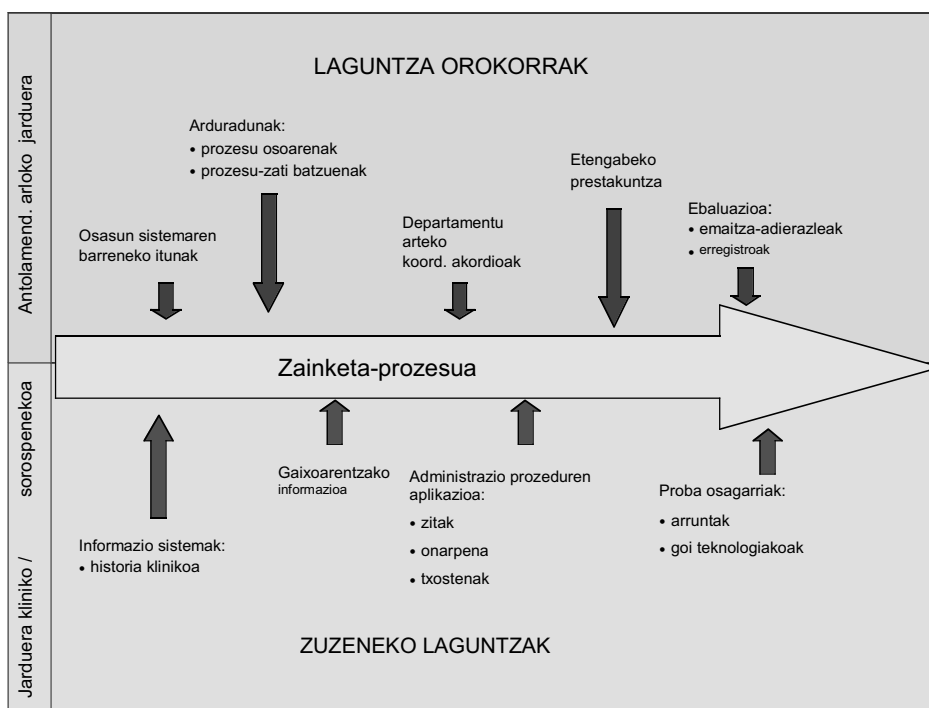 Antolamend. arloko jarduera
LAGUNTZA OROKORRAK
Arduradunak:
• prozesu osoarenak
• prozesu-zati batzuenak
Osasun sistemaren
barreneko itunak
Departamentu
arteko
koord. akordioak
Etengabeko
prestakuntza
Ebaluazioa:
• emaitza-adierazleak
• erregistroak
Zainketa-prozesua
Jarduera kliniko /
sorospenekoa
Informazio sistemak:
• historia klinikoa
Gaixoarentzako
informazioa
Administrazio prozeduren
aplikazioa:
• zitak
• onarpena
• txostenak
Proba osagarriak:
• arruntak
• goi teknologiakoak
ZUZENEKO LAGUNTZAK